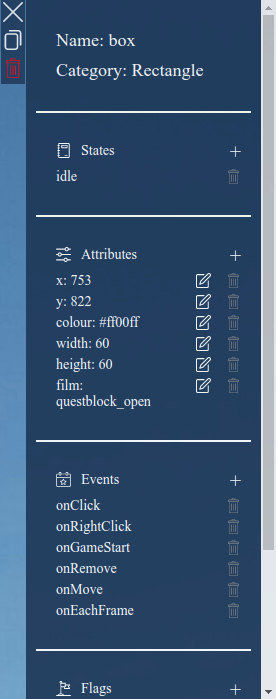 Name: box
Category: Rectangle
States
idle
Attributes
x: 753
y: 822
colour: #ff00ff
width: 60
height: 60
film:
questblock_open
Events
onClick
onRightClick
onGameStart
onRemove
onMove
onEachFrame
Flags